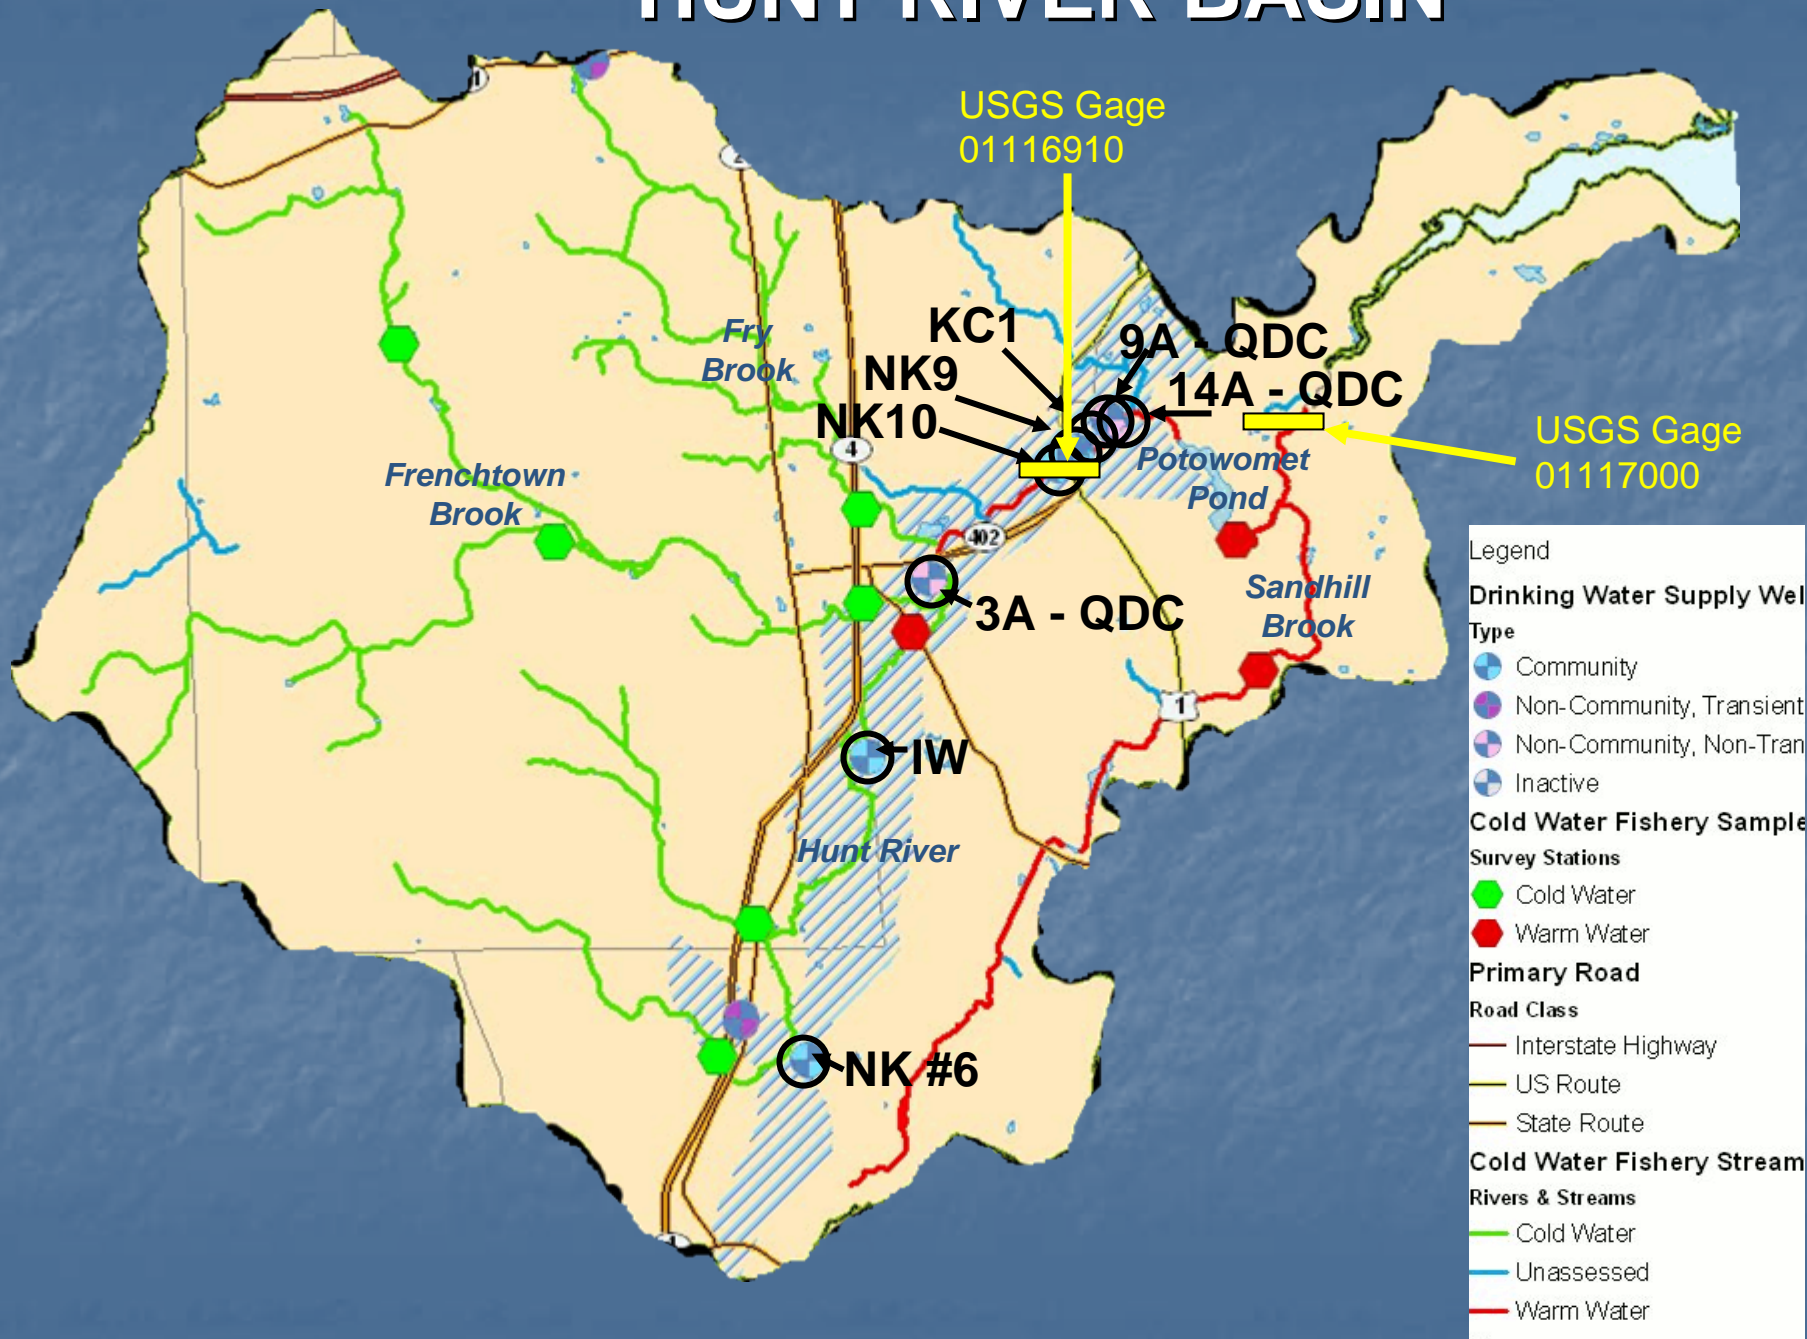 HUNT RIVER BASIN
USGS Gage
01116910
KC1
9A - QDC
NK9
14A - QDC
NK10
Fry
Brook
4
Potowomet
Pond
USGS Gage
01117000
Frenchtown
Brook
402
3A - QDC
Sandhill
Brook
1
IW
Hunt River
NK #6
Legend
Drinking Water Supply Wel
Type
Community
Non-Community, Transient
Non-Community, Non-Tran
Inactive
Cold Water Fishery Sample
Survey Stations
Cold Water
Warm Water
Primary Road
Road Class
Interstate Highway
US Route
State Route
Cold Water Fishery Stream
Rivers & Streams
Cold Water
Unassessed
Warm Water